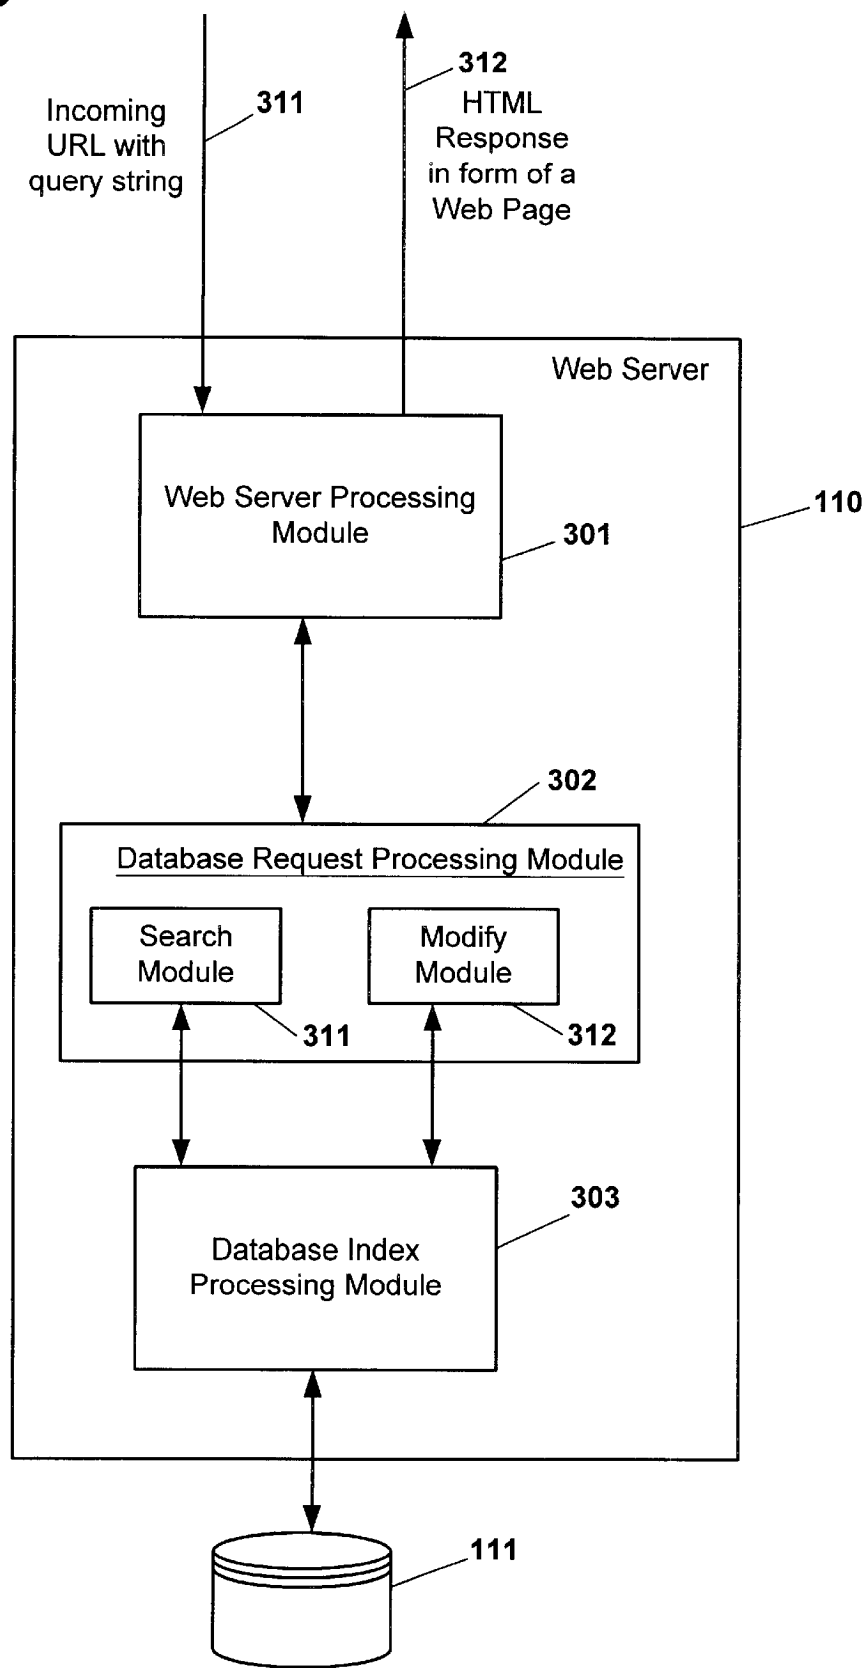 312
311
Incoming
URL with
query string
HTML
Response
in form of a
Web Page
Web Server
110
Web Server Processing
Module
301
302
Database Request Processing Module
Search
Module
Modify
Module
311
312
303
Database Index
Processing Module
111